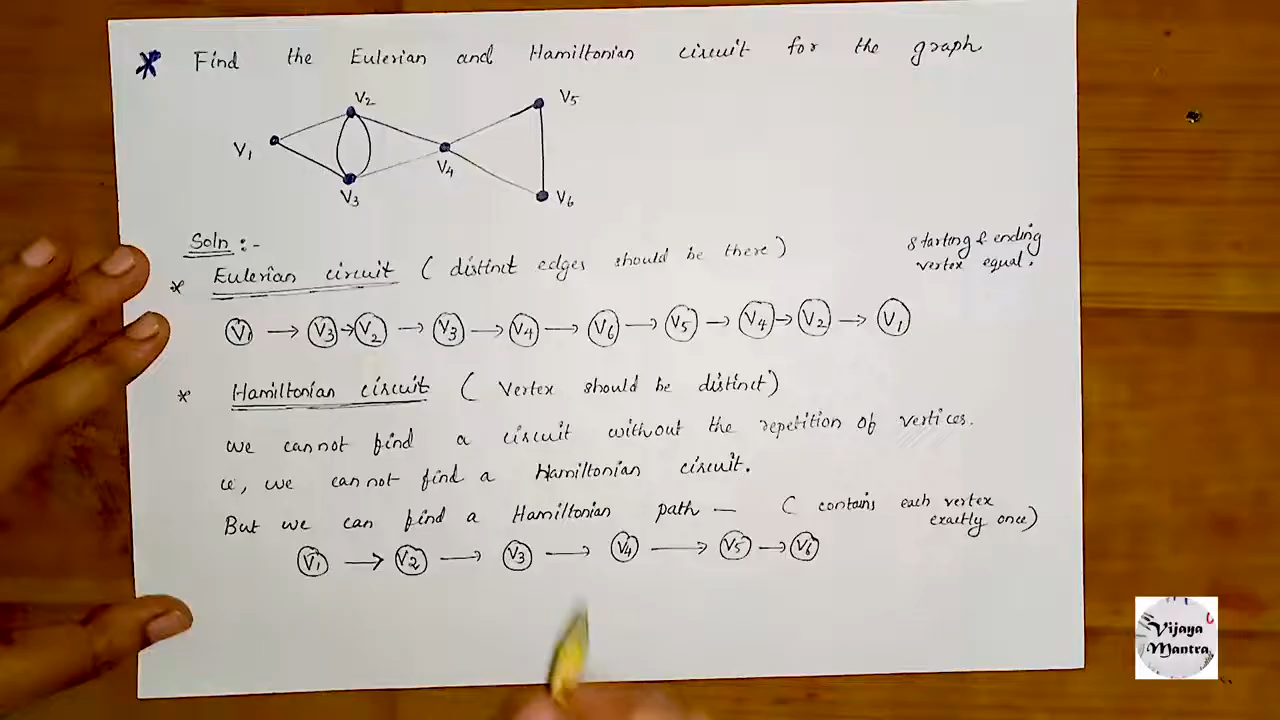 * Find the Eulerian and Hamiltonian circuit for the graph
V2
V5
V1
V4
V3
V6
Soln :-
starting & ending
vertex equal.
* Eulerian circuit ( distinct edges should be there )
V1 → V3 → V2 → V3 → V4 → V6 → V5 → V4 → V2 → V1
* Hamiltonian circuit ( Vertex should be distinct )
we cannot find a circuit without the repetition of vertices.
ie, we can not find a Hamiltonian circuit.
But we can find a Hamiltonian path — ( contains each vertex
exactly once )
V1 → V2 → V3 → V4 → V5 → V6
Vijaya
Mantra